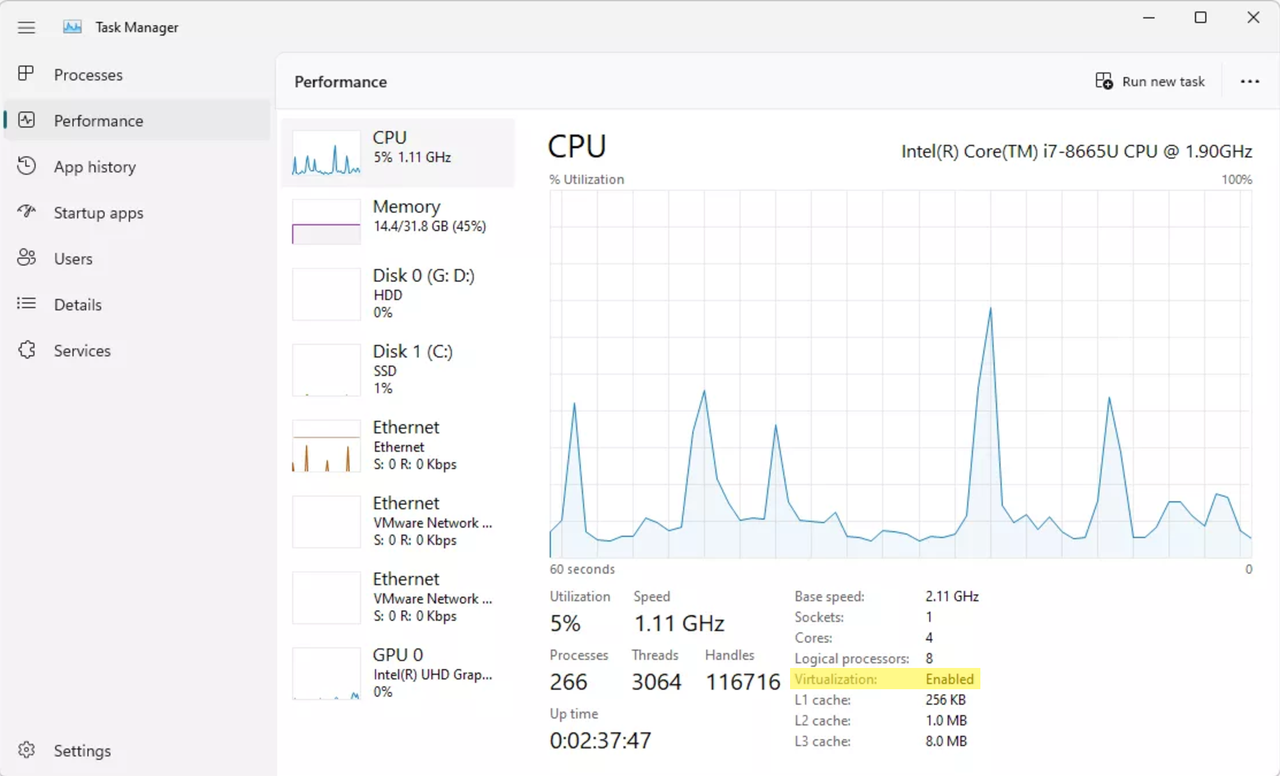 Task Manager
Processes
Performance
App history
Startup apps
Users
Details
Services
Settings
Performance
Run new task
CPU
5% 1.11 GHz
Memory
14.4/31.8 GB (45%)
Disk 0 (G: D:)
HDD
0%
Disk 1 (C:)
SSD
1%
Ethernet
Ethernet
S: 0 R: 0 Kbps
Ethernet
VMware Network ...
S: 0 R: 0 Kbps
Ethernet
VMware Network ...
S: 0 R: 0 Kbps
GPU 0
Intel(R) UHD Grap...
0%
CPU
Intel(R) Core(TM) i7-8665U CPU @ 1.90GHz
% Utilization 100%
60 seconds 0
Utilization Speed
5% 1.11 GHz
Processes Threads Handles
266 3064 116716
Up time
0:02:37:47
Base speed: 2.11 GHz
Sockets: 1
Cores: 4
Logical processors: 8
Virtualization: Enabled
L1 cache: 256 KB
L2 cache: 1.0 MB
L3 cache: 8.0 MB